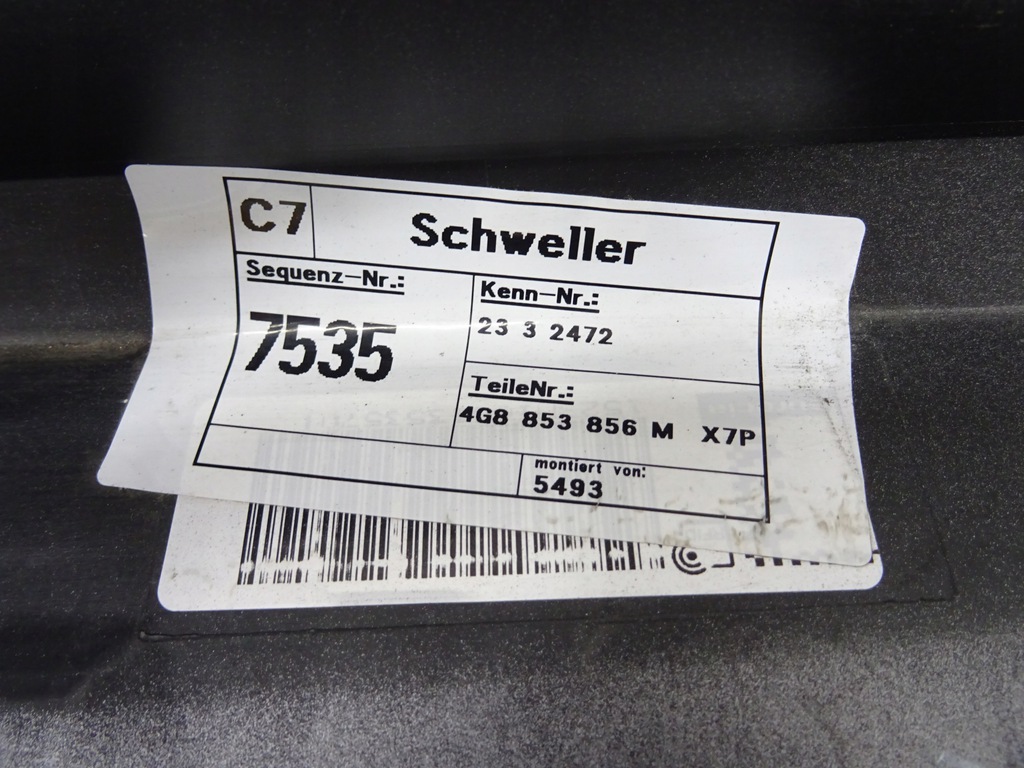 C7 Schweller
Sequenz-Nr.:
7535
Kenn-Nr.:
23 3 2472
TeileNr.:
4G8 853 856 M X7P
montiert von:
5493